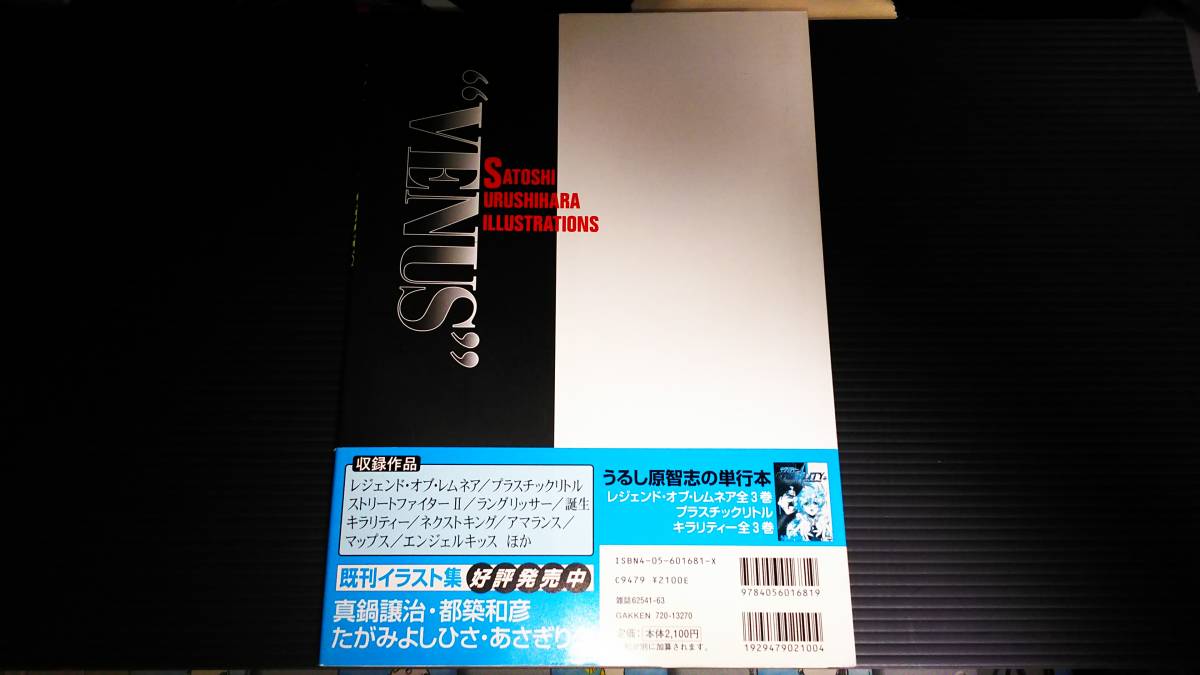 “VENUS”
SATOSHI
URUSHIHARA
ILLUSTRATIONS
収録作品
レジェンド・オブ・レムネア／プラスチックリトル
ストリートファイターⅡ／ラングリッサー／誕生
キラリティー／ネクストキング／アマランス／
マップス／エンジェルキッス ほか
既刊イラスト集 好評発売中
真鍋譲治・都築和彦
たがみよしひさ・あさぎり
うるし原智志の単行本
レジェンド・オブ・レムネア全3巻
プラスチックリトル
キラリティー全3巻
ISBN4-05-601681-X
C9479 ¥2100E
雑誌62541-63
GAKKEN 720-13270
定価：本体2,100円
に加算されます。
9784056016819
1929479021004